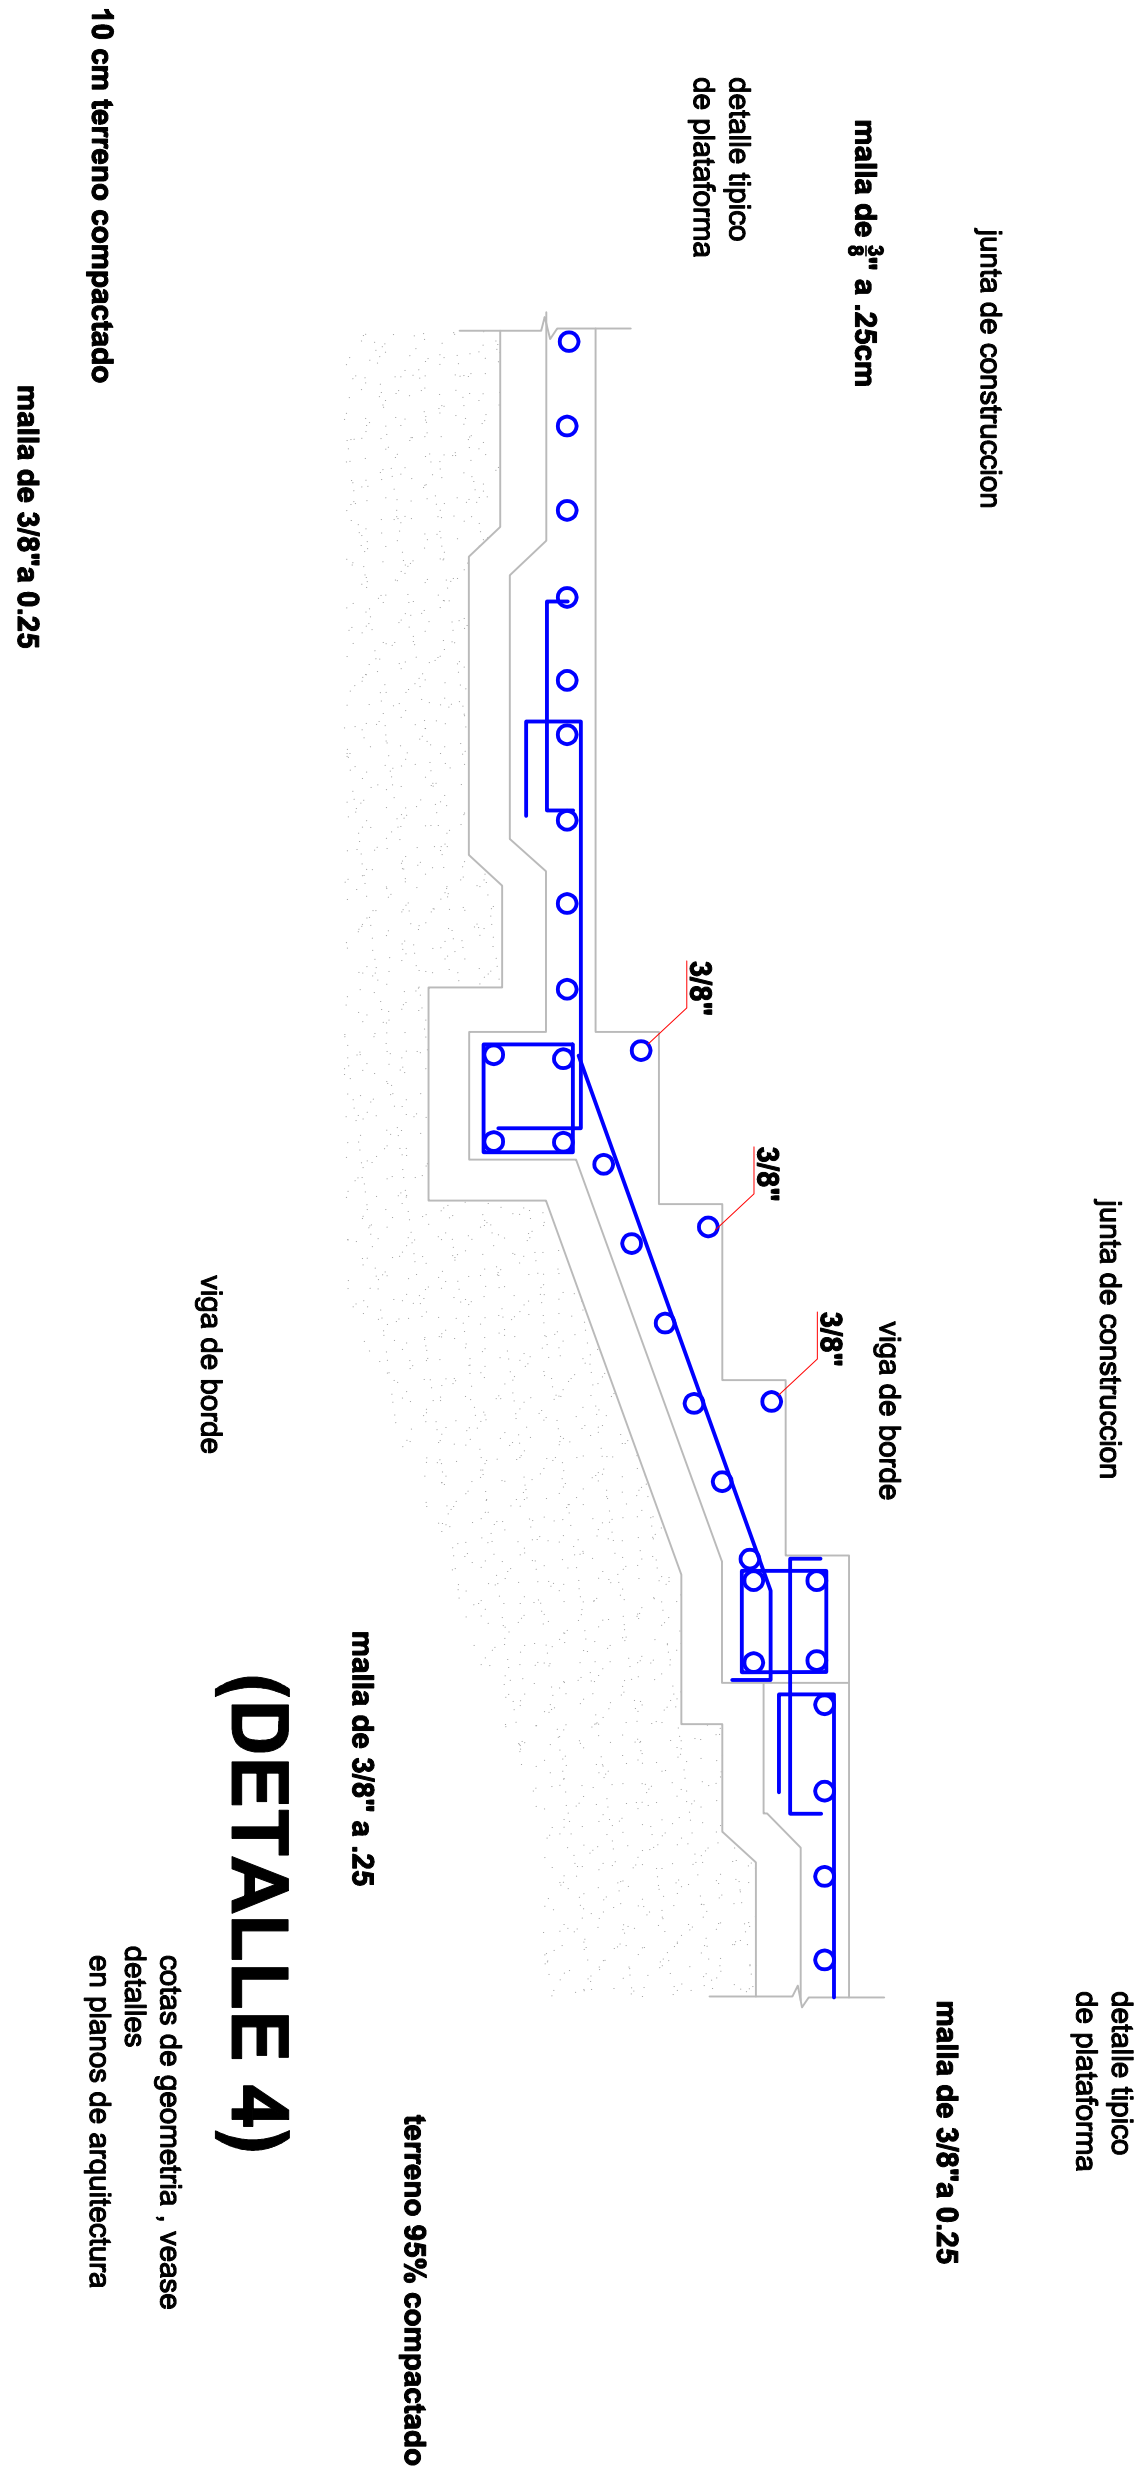 junta de construccion
junta de construccion
detalle tipico
de plataforma
malla de 3/8" a .25cm
viga de borde
malla de 3/8"a 0.25
detalle tipico
de plataforma
3/8"
3/8"
3/8"
terreno 95% compactado
malla de 3/8" a .25
(DETALLE 4)
viga de borde
cotas de geometria , vease
detalles
en planos de arquitectura
10 cm terreno compactado
malla de 3/8"a 0.25